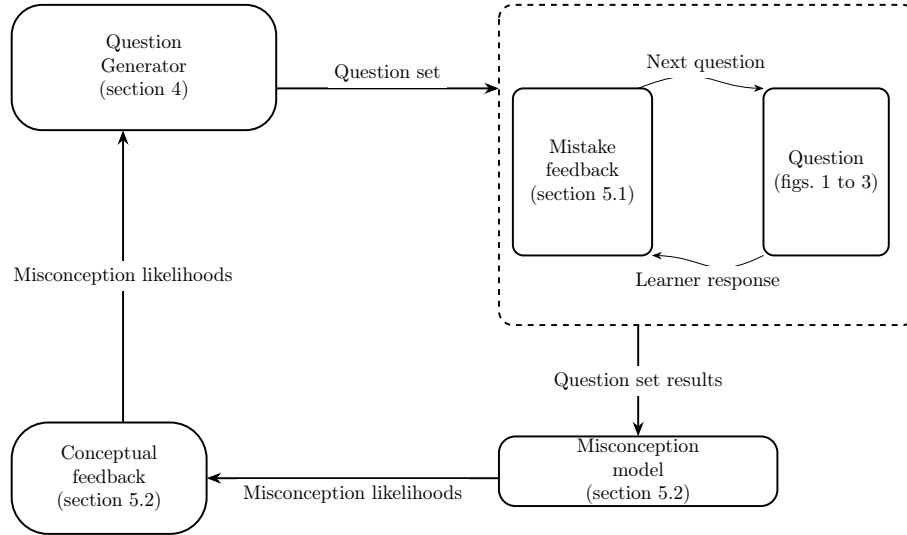 Question
Generator
(section 4)
Question set
Next question
Mistake
feedback
(section 5.1)
Question
(figs. 1 to 3)
Learner response
Misconception likelihoods
Question set results
Conceptual
feedback
(section 5.2)
Misconception likelihoods
Misconception
model
(section 5.2)